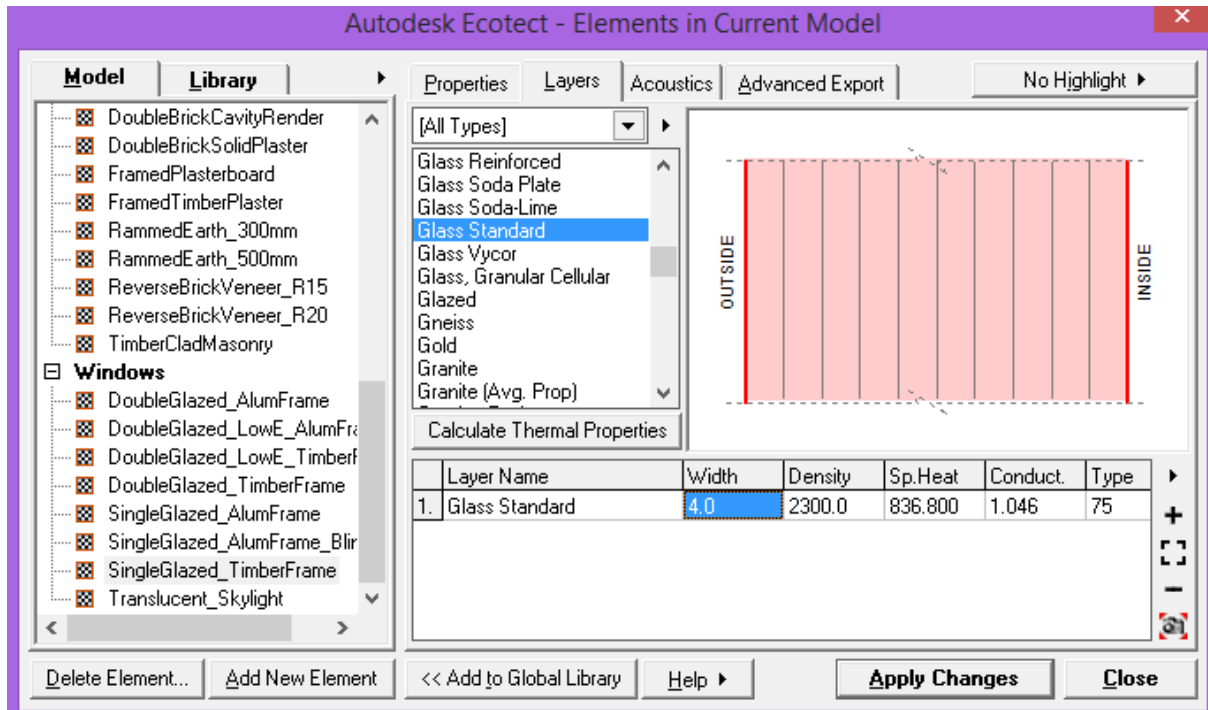 Autodesk Ecotect - Elements in Current Model
Model
Library
DoubleBrickCavityRender
DoubleBrickSolidPlaster
FramedPlasterboard
FramedTimberPlaster
RammedEarth_300mm
RammedEarth_500mm
ReverseBrickVeneer_R15
ReverseBrickVeneer_R20
TimberCladMasonry
Windows
DoubleGlazed_AlumFrame
DoubleGlazed_LowE_AlumFra
DoubleGlazed_LowE_TimberF
DoubleGlazed_TimberFrame
SingleGlazed_AlumFrame
SingleGlazed_AlumFrame_Blin
SingleGlazed_TimberFrame
Translucent_Skylight
Delete Element...
Add New Element
Properties
Layers
Acoustics
Advanced Export
No Highlight
[All Types]
Glass Reinforced
Glass Soda Plate
Glass Soda-Lime
Glass Standard
Glass Vycor
Glass, Granular Cellular
Glazed
Gneiss
Gold
Granite
Granite (Avg. Prop)
Calculate Thermal Properties
OUTSIDE
INSIDE
Layer Name Width Density Sp.Heat Conduct. Type
1. Glass Standard 4.0 2300.0 836.800 1.046 75
<< Add to Global Library
Help
Apply Changes
Close